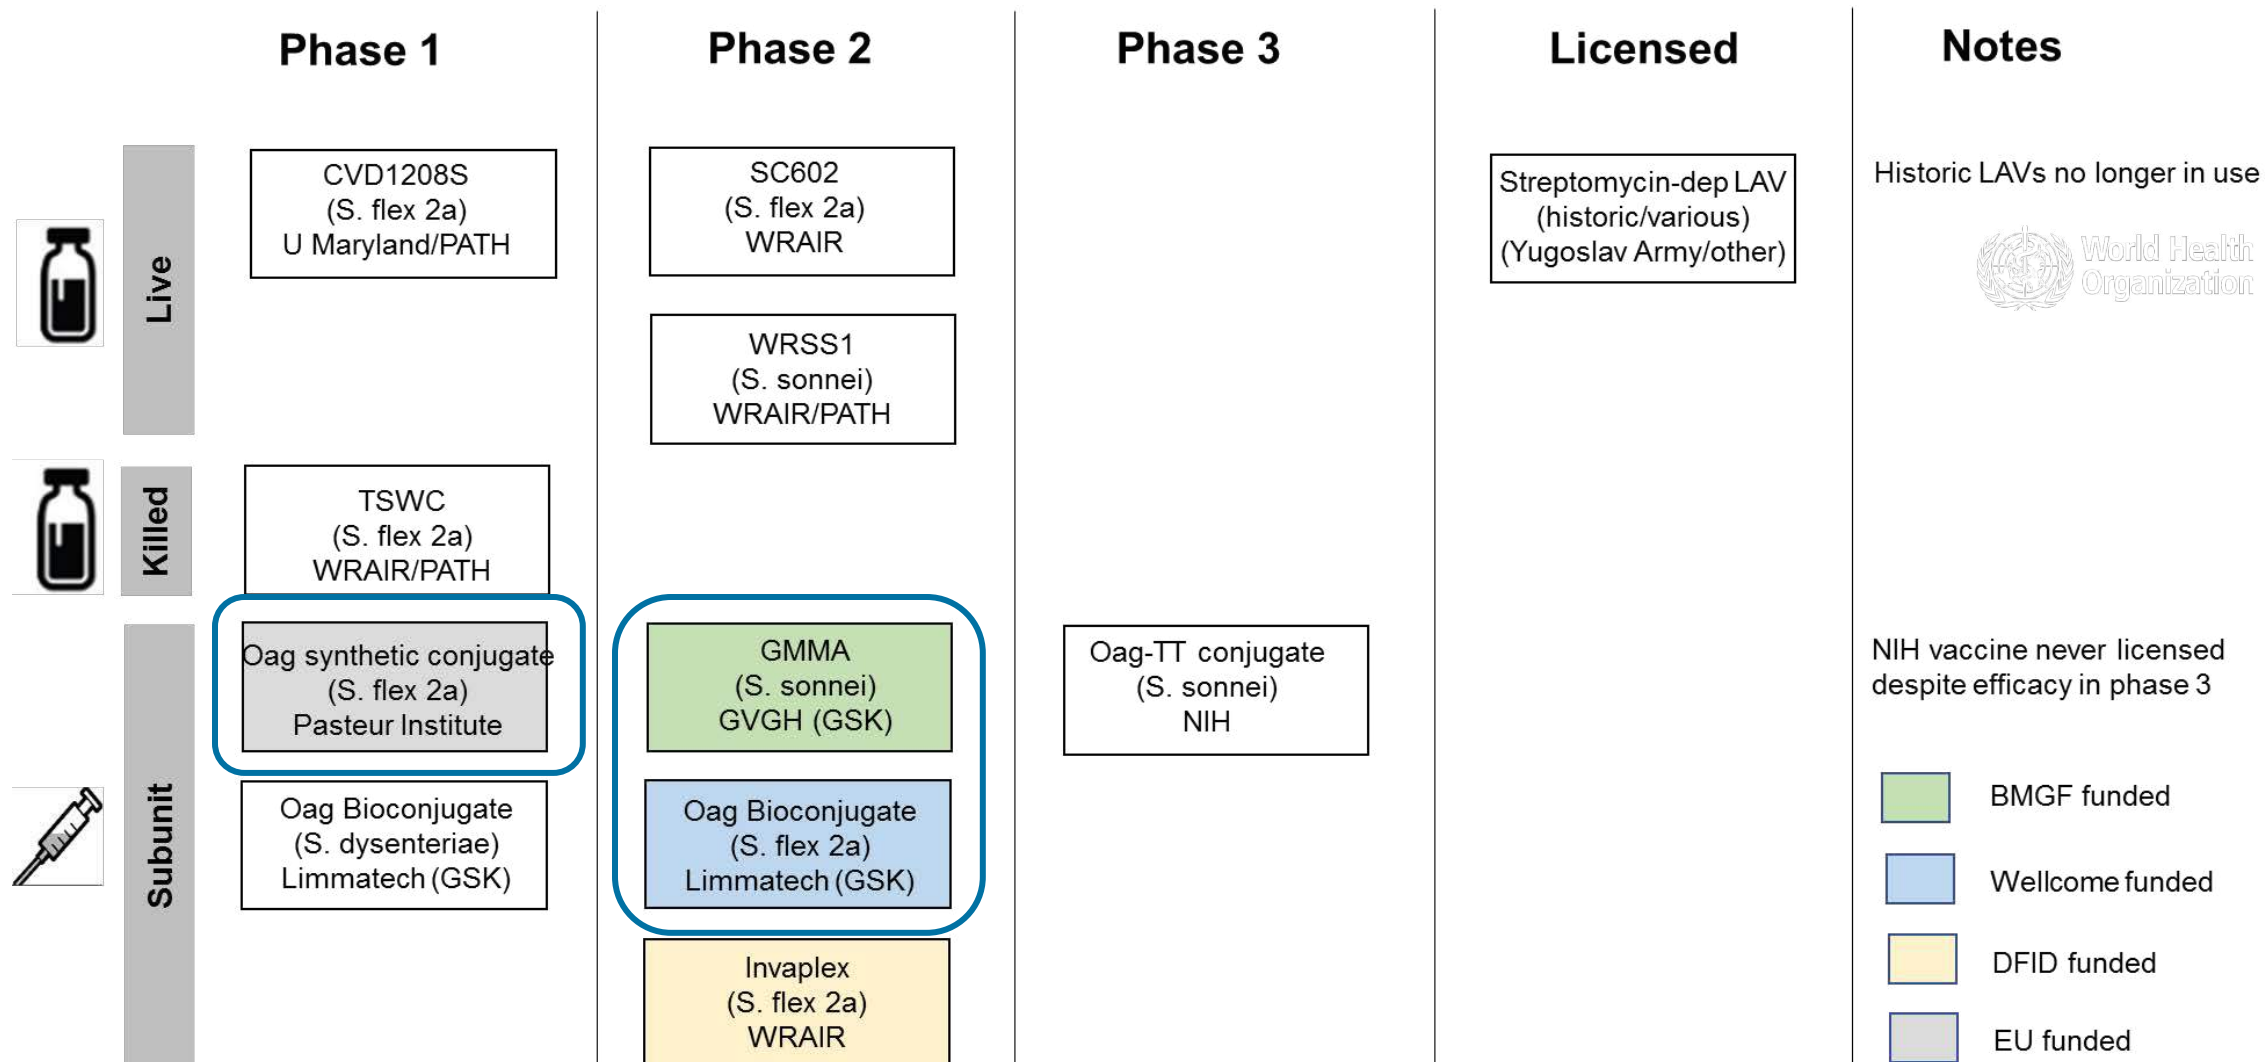 Phase 1
Phase 2
Phase 3
Licensed
Notes
Live
CVD1208S
(S. flex 2a)
U Maryland/PATH
SC602
(S. flex 2a)
WRAIR
Streptomycin-dep LAV
(historic/various)
(Yugoslav Army/other)
Historic LAVs no longer in use
World Health
Organization
WRSS1
(S. sonnei)
WRAIR/PATH
Killed
TSWC
(S. flex 2a)
WRAIR/PATH
Subunit
Oag synthetic conjugate
(S. flex 2a)
Pasteur Institute
GMMA
(S. sonnei)
GVGH (GSK)
Oag-TT conjugate
(S. sonnei)
NIH
NIH vaccine never licensed
despite efficacy in phase 3
Oag Bioconjugate
(S. dysenteriae)
Limmatech (GSK)
Oag Bioconjugate
(S. flex 2a)
Limmatech (GSK)
Invaplex
(S. flex 2a)
WRAIR
BMGF funded
Wellcome funded
DFID funded
EU funded